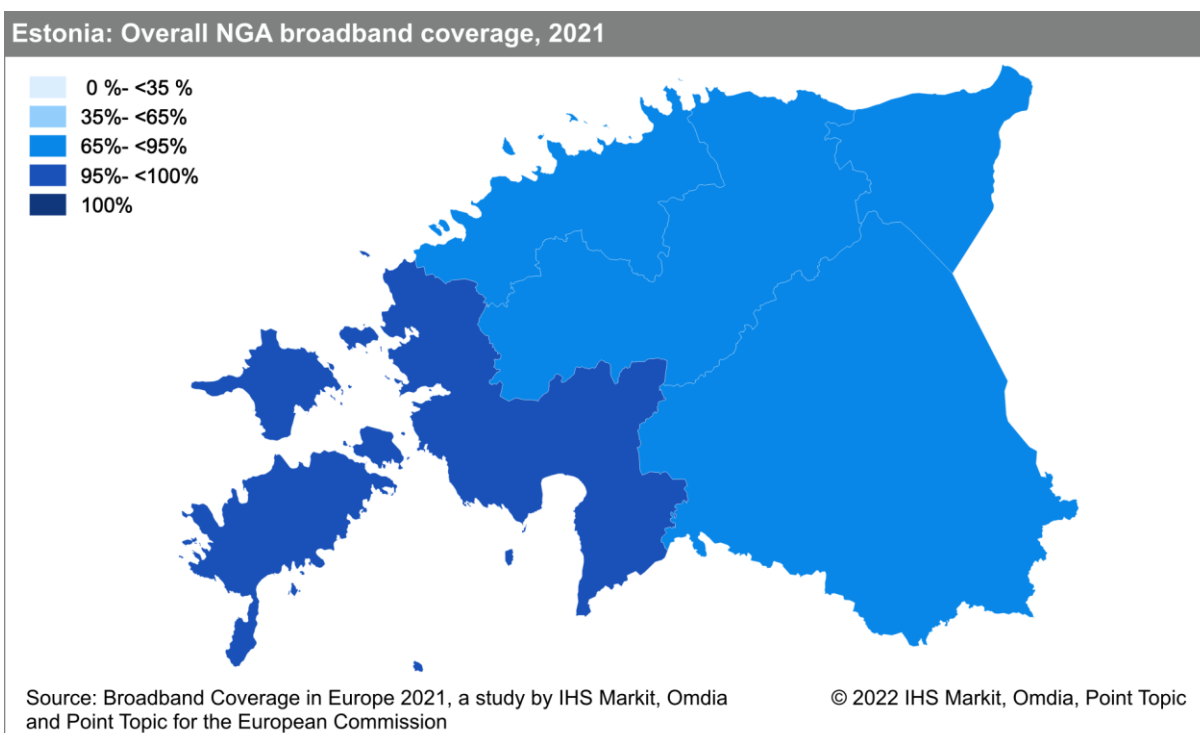 Estonia: Overall NGA broadband coverage, 2021
0 %- <35 %
35%- <65%
65%- <95%
95%- <100%
100%
Source: Broadband Coverage in Europe 2021, a study by IHS Markit, Omdia
and Point Topic for the European Commission
© 2022 IHS Markit, Omdia, Point Topic